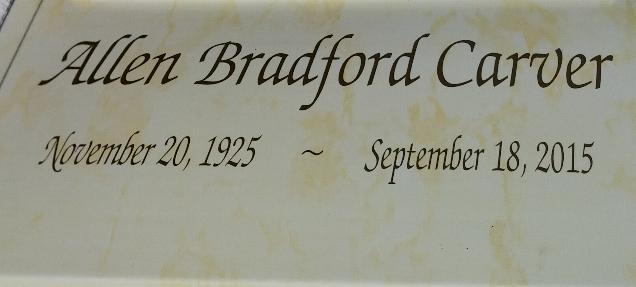 Allen Bradford Carver
November 20, 1925 ~ September 18, 2015